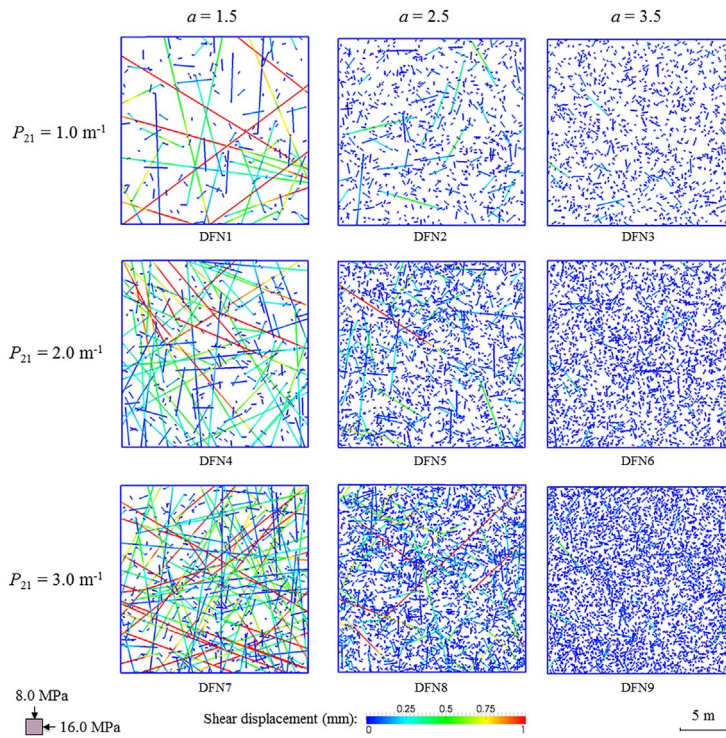 a = 1.5 a = 2.5 a = 3.5
P21 = 1.0 m-1
DFN1 DFN2 DFN3
P21 = 2.0 m-1
DFN4 DFN5 DFN6
P21 = 3.0 m-1
DFN7 DFN8 DFN9
8.0 MPa
16.0 MPa
Shear displacement (mm):
0 0.25 0.5 0.75 1
5 m